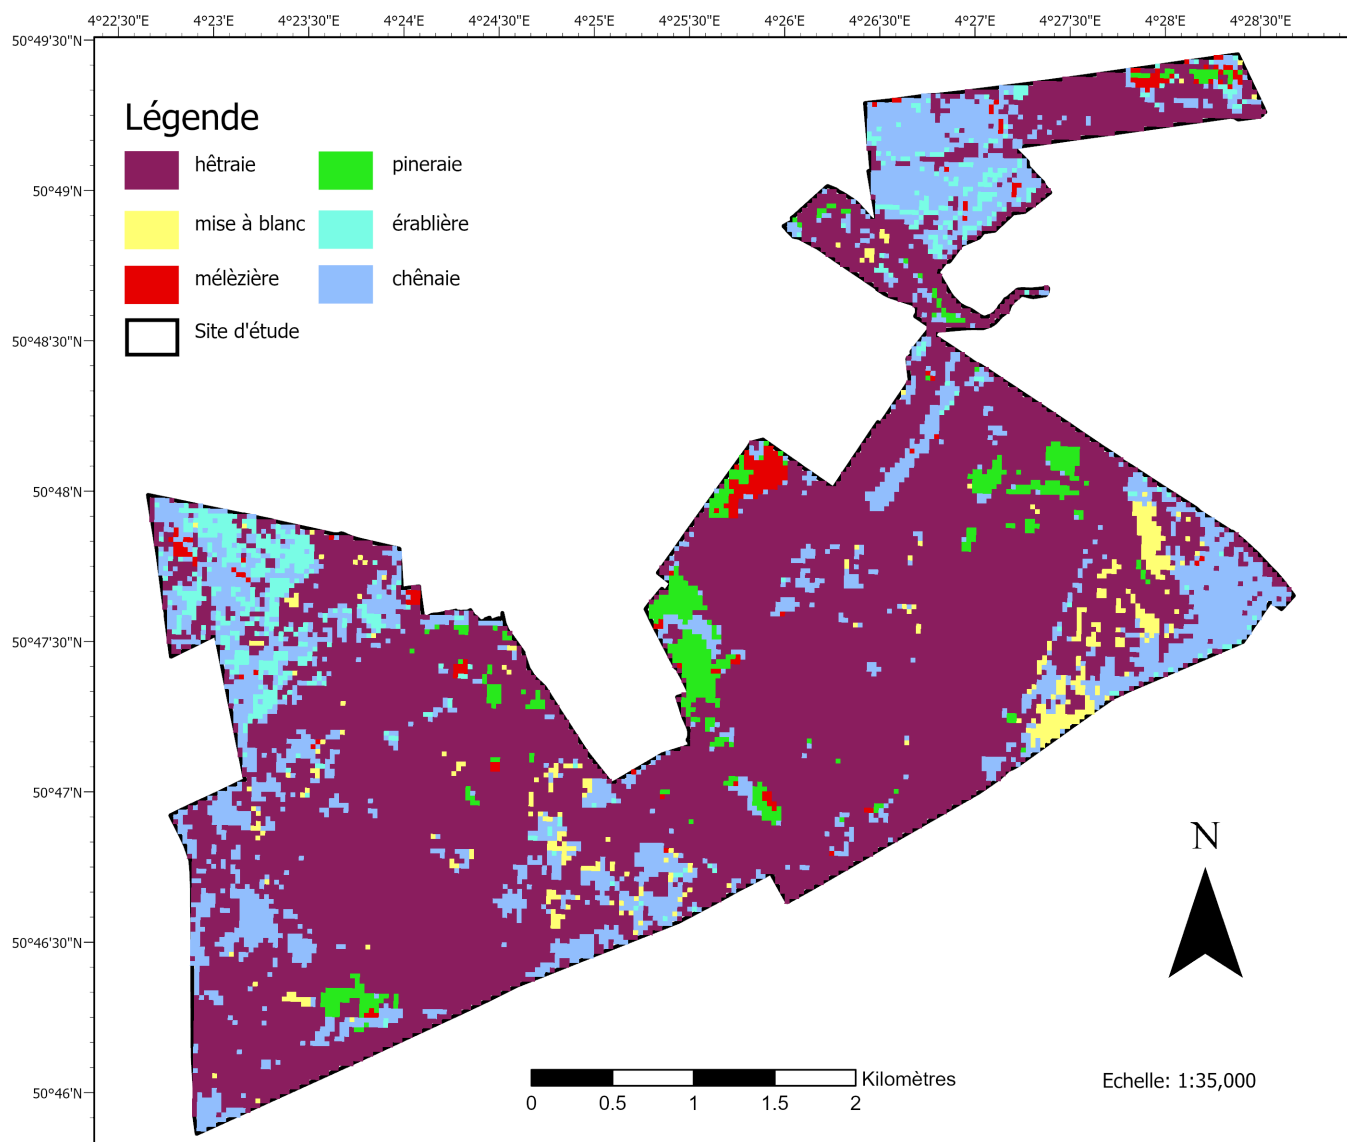 4°22'30"E 4°23'E 4°23'30"E 4°24'E 4°24'30"E 4°25'E 4°25'30"E 4°26'E 4°26'30"E 4°27'E 4°27'30"E 4°28'E 4°28'30"E
50°49'30"N
Légende
hêtraie pineraie
50°49'N
mise à blanc érablière
mélèzière chênaie
Site d'étude
50°48'30"N
50°48'N
50°47'30"N
50°47'N
N
50°46'30"N
Kilomètres
Echelle: 1:35,000
50°46'N
0 0.5 1 1.5 2